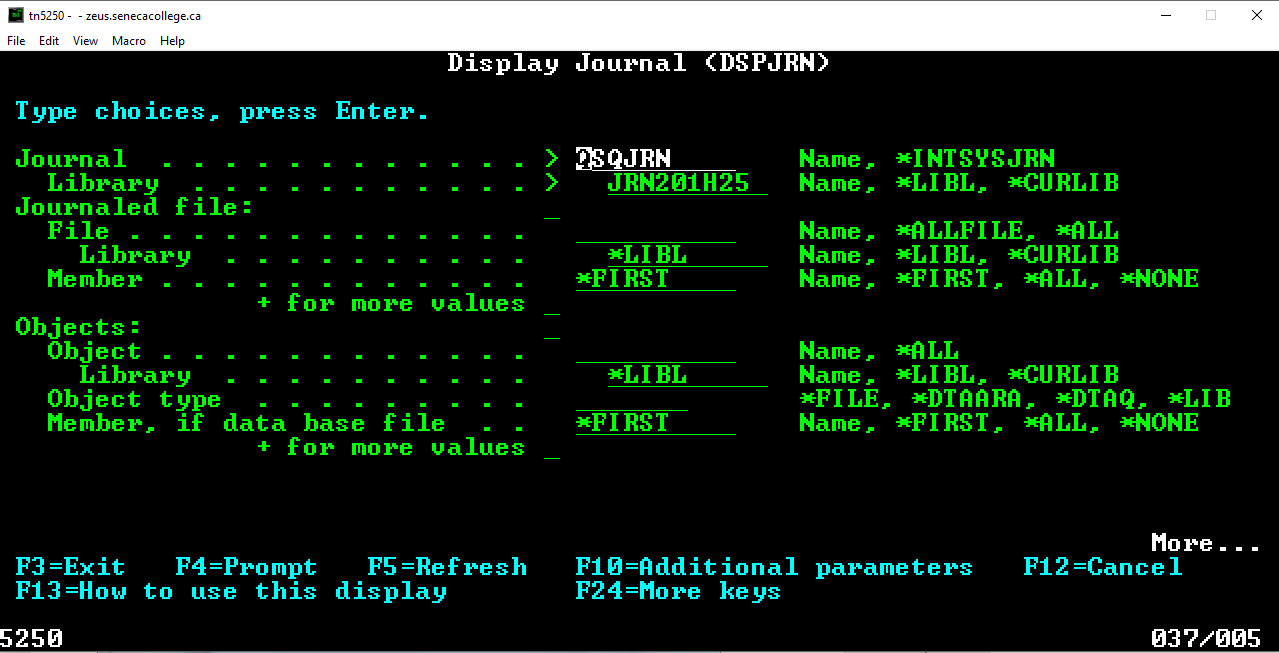 tn5250 - - zeus.senecacollege.ca
File Edit View Macro Help
Display Journal (DSPJRN)
Type choices, press Enter.
Journal . . . . . . . . . . . . > QSQJRN Name, *INTSYSJRN
Library . . . . . . . . . . . > JRN201H25 Name, *LIBL, *CURLIB
Journaled file: _
File . . . . . . . . . . . . . __________ Name, *ALLFILE, *ALL
Library . . . . . . . . . . *LIBL Name, *LIBL, *CURLIB
Member . . . . . . . . . . . . *FIRST Name, *FIRST, *ALL, *NONE
+ for more values _
Objects: _
Object . . . . . . . . . . . . __________ Name, *ALL
Library . . . . . . . . . . *LIBL Name, *LIBL, *CURLIB
Object type . . . . . . . . . _______ *FILE, *DTAARA, *DTAQ, *LIB
Member, if data base file . . *FIRST Name, *FIRST, *ALL, *NONE
+ for more values _
More...
F3=Exit F4=Prompt F5=Refresh F10=Additional parameters F12=Cancel
F13=How to use this display F24=More keys
5250 037/005